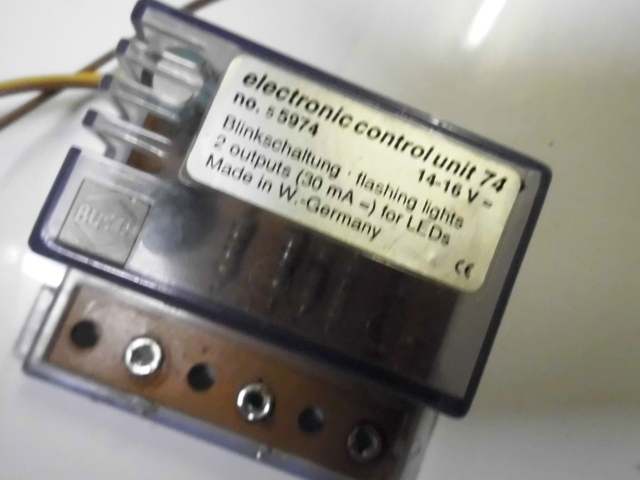 electronic control unit 74
no. s 5974 14-16 V =
Blinkschaltung · flashing lights
2 outputs (30 mA =) for LEDs
Made in W.-Germany
CE
BUSCH